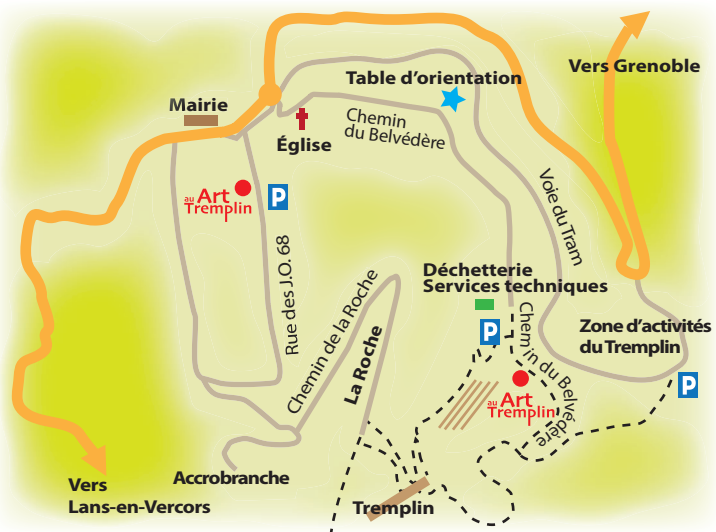 Table d'orientation
Vers Grenoble
Mairie
Église
Chemin
du Belvédère
au Art
Tremplin
P
Voie du Tram
Rue des J.O. 68
Chemin de la Roche
La Roche
Déchetterie
Services techniques
P
Chemin du Belvédère
Zone d'activités
du Tremplin
P
au Art
Tremplin
Accrobranche
Vers
Lans-en-Vercors
Tremplin